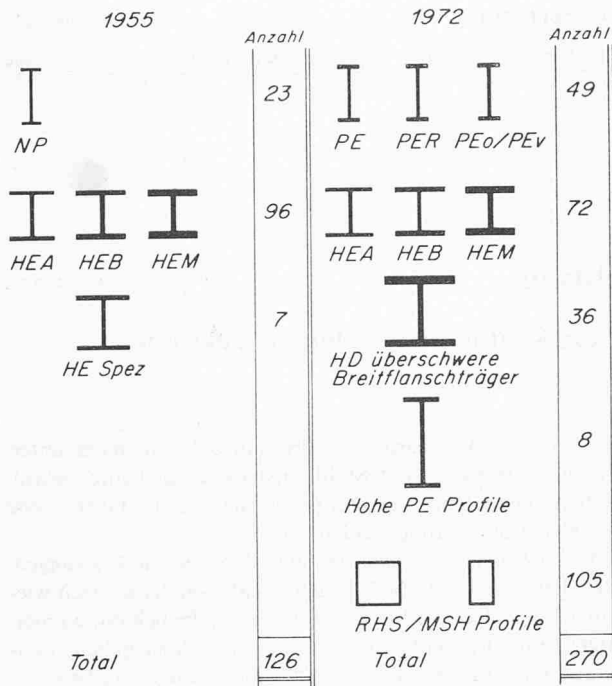 1955
Anzahl
NP
23
HEA HEB HEM
96
HE Spez
7
Total
126
1972
Anzahl
PE PER PEo/PEv
49
HEA HEB HEM
72
HD überschwere
Breitflanschträger
36
Hohe PE Profile
8
RHS/MSH Profile
105
Total
270